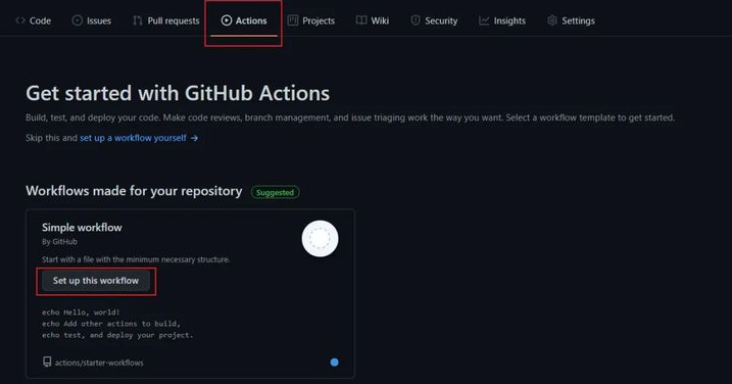 Code Issues Pull requests Actions Projects Wiki Security Insights Settings
Get started with GitHub Actions
Build, test, and deploy your code. Make code reviews, branch management, and issue triaging work the way you want. Select a workflow template to get started.
Skip this and set up a workflow yourself →
Workflows made for your repository Suggested
Simple workflow
By GitHub
Start with a file with the minimum necessary structure.
Set up this workflow
echo Hello, world!
echo Add other actions to build,
echo test, and deploy your project.
actions/starter-workflows